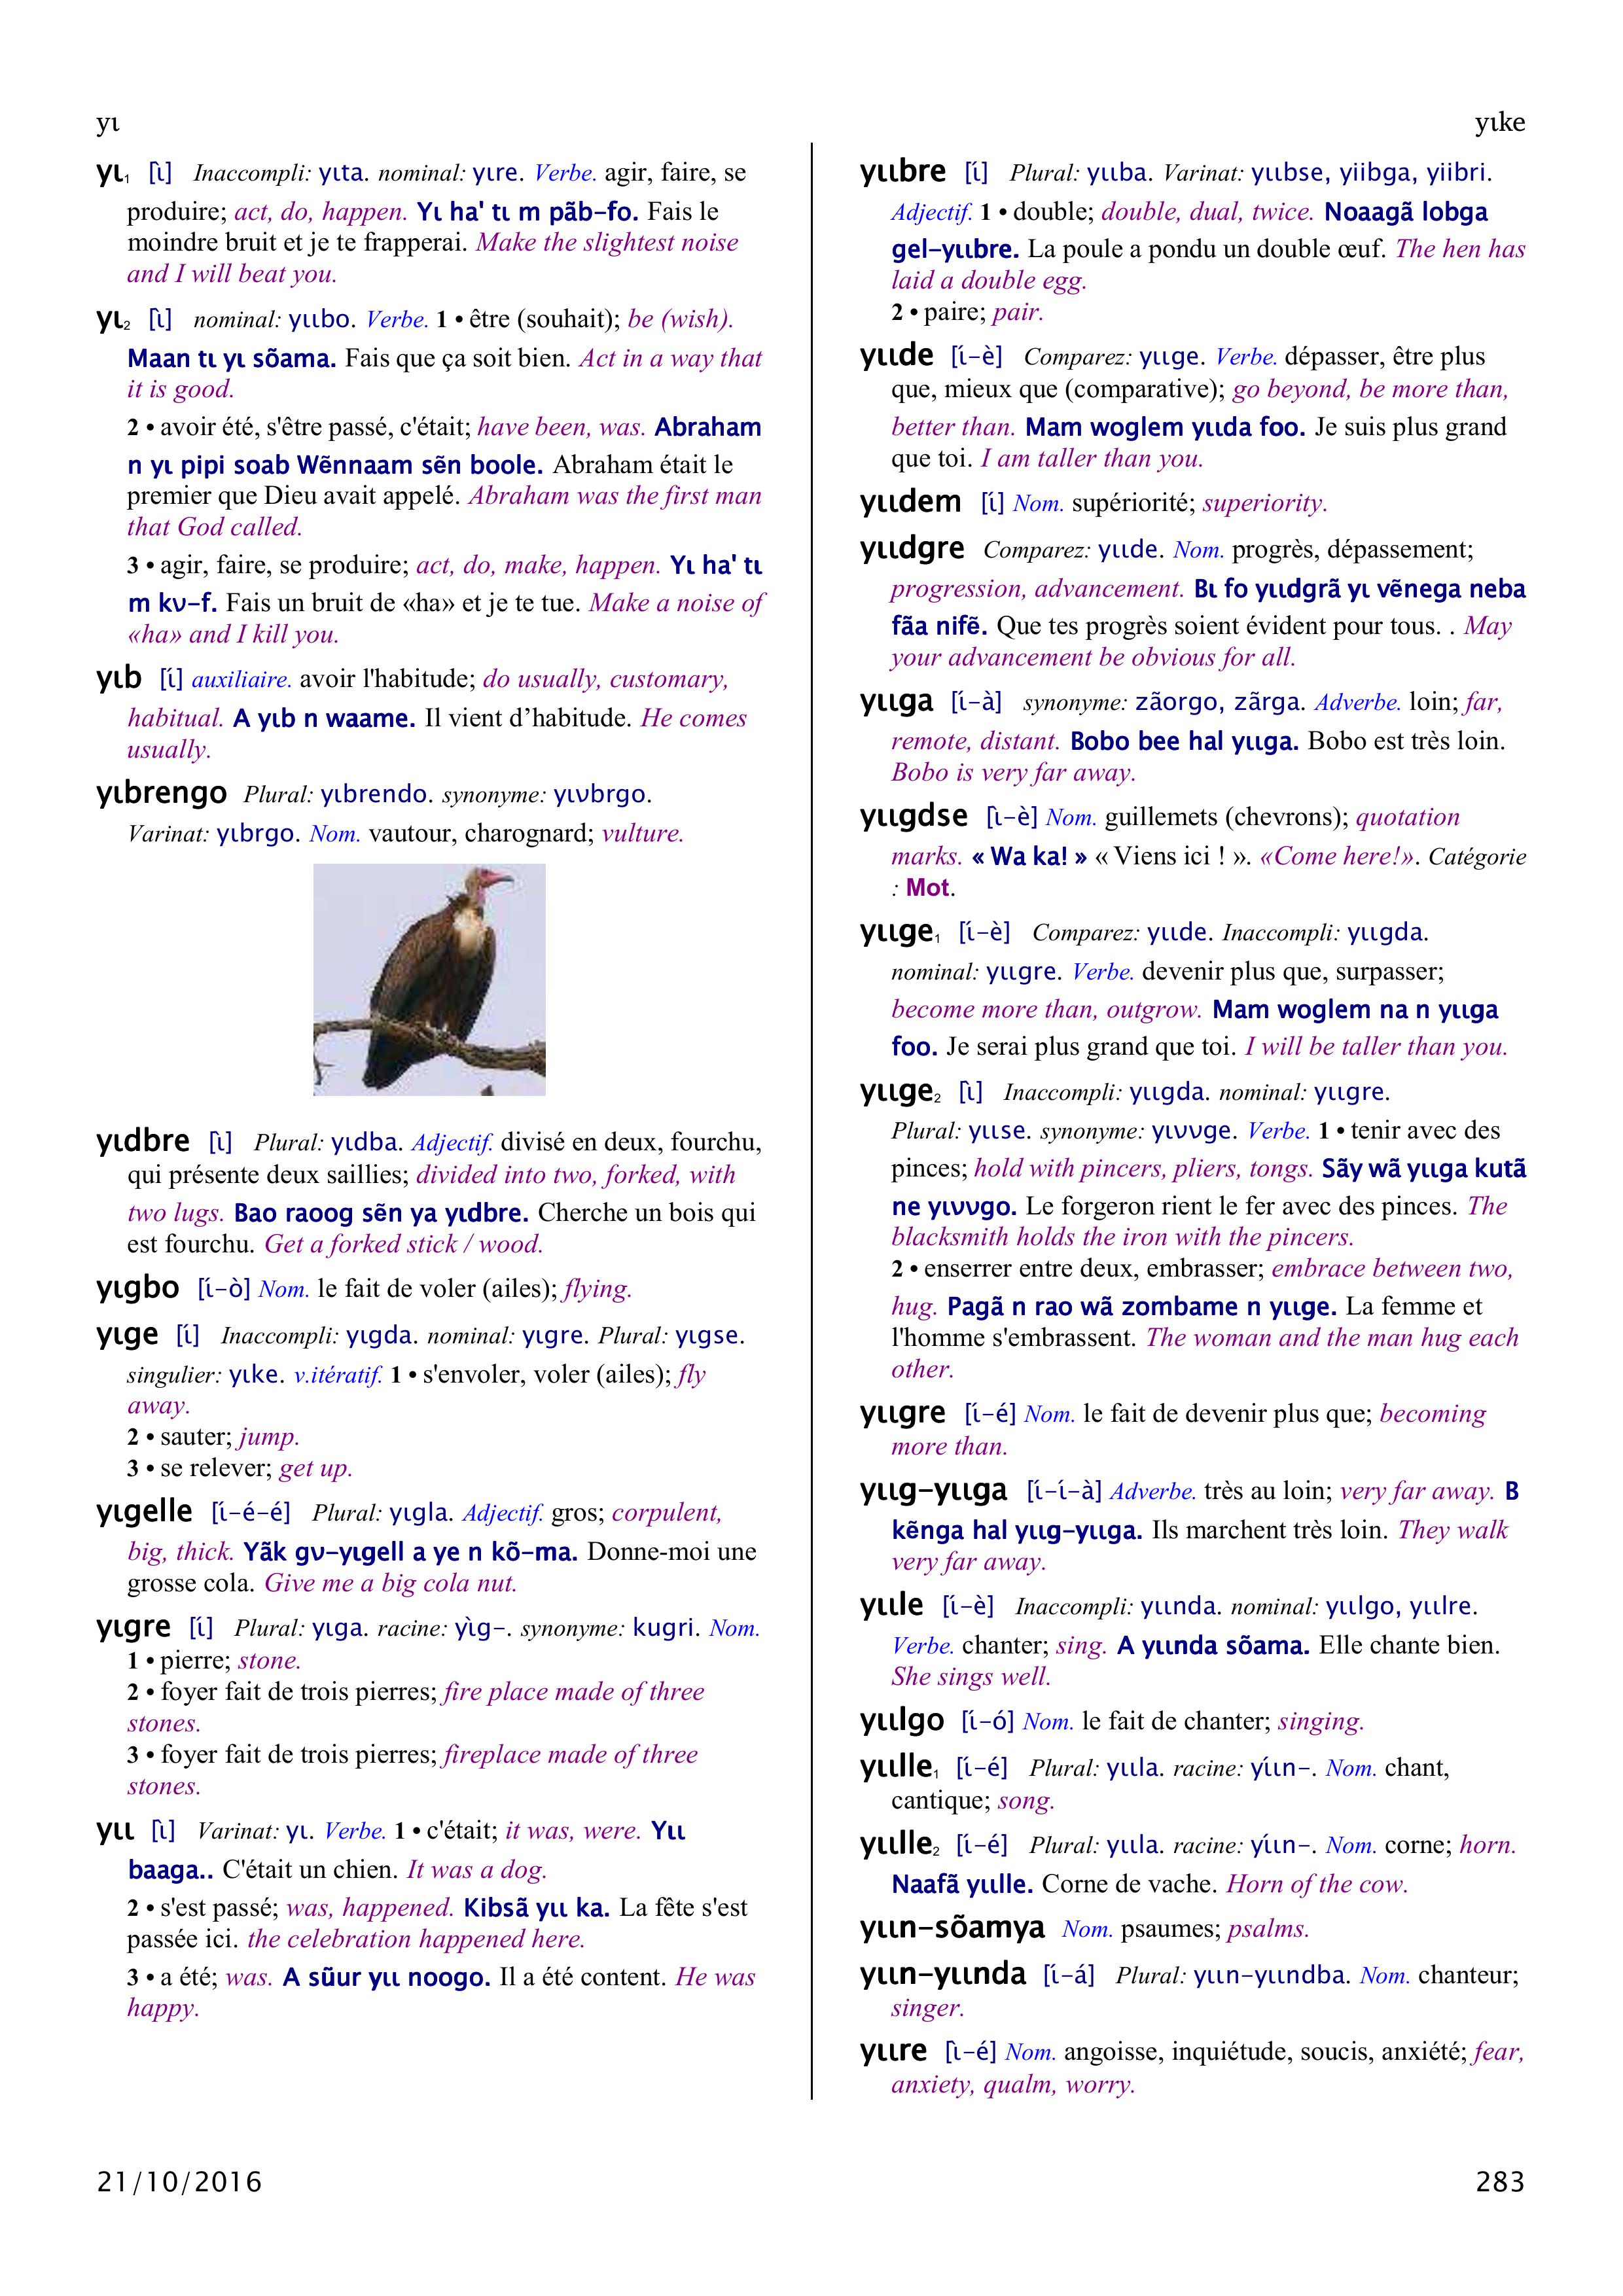 yɩ
yɩke
yɩ₁ [ɩ̀] Inaccompli: yɩta. nominal: yɩre. Verbe. agir, faire, se
produire; act, do, happen. Yɩ ha' tɩ m pãb-fo. Fais le
moindre bruit et je te frapperai. Make the slightest noise
and I will beat you.
yɩ₂ [ɩ̀] nominal: yɩɩbo. Verbe. 1 • être (souhait); be (wish).
Maan tɩ yɩ sõama. Fais que ça soit bien. Act in a way that
it is good.
2 • avoir été, s'être passé, c'était; have been, was. Abraham
n yɩ pipi soab Wẽnnaam sẽn boole. Abraham était le
premier que Dieu avait appelé. Abraham was the first man
that God called.
3 • agir, faire, se produire; act, do, make, happen. Yɩ ha' tɩ
m kʋ-f. Fais un bruit de «ha» et je te tue. Make a noise of
«ha» and I kill you.
yɩb [ɩ́] auxiliaire. avoir l'habitude; do usually, customary,
habitual. A yɩb n waame. Il vient d’habitude. He comes
usually.
yɩbrengo Plural: yɩbrendo. synonyme: yɩʋbrgo.
Varinat: yɩbrgo. Nom. vautour, charognard; vulture.
yɩdbre [ɩ̀] Plural: yɩdba. Adjectif. divisé en deux, fourchu,
qui présente deux saillies; divided into two, forked, with
two lugs. Bao raoog sẽn ya yɩdbre. Cherche un bois qui
est fourchu. Get a forked stick / wood.
yɩgbo [ɩ́-ò] Nom. le fait de voler (ailes); flying.
yɩge [ɩ́] Inaccompli: yɩgda. nominal: yɩgre. Plural: yɩgse.
singulier: yɩke. v.itératif. 1 • s'envoler, voler (ailes); fly
away.
2 • sauter; jump.
3 • se relever; get up.
yɩgelle [ɩ́-é-é] Plural: yɩgla. Adjectif. gros; corpulent,
big, thick. Yãk gʋ-yɩgell a ye n kõ-ma. Donne-moi une
grosse cola. Give me a big cola nut.
yɩgre [ɩ́] Plural: yɩga. racine: yɩ̀g-. synonyme: kugri. Nom.
1 • pierre; stone.
2 • foyer fait de trois pierres; fire place made of three
stones.
3 • foyer fait de trois pierres; fireplace made of three
stones.
yɩɩ [ɩ̀] Varinat: yɩ. Verbe. 1 • c'était; it was, were. Yɩɩ
baaga.. C'était un chien. It was a dog.
2 • s'est passé; was, happened. Kibsã yɩɩ ka. La fête s'est
passée ici. the celebration happened here.
3 • a été; was. A sũur yɩɩ noogo. Il a été content. He was
happy.
yɩɩbre [ɩ́] Plural: yɩɩba. Varinat: yɩɩbse, yiibga, yiibri.
Adjectif. 1 • double; double, dual, twice. Noaagã lobga
gel-yɩɩbre. La poule a pondu un double œuf. The hen has
laid a double egg.
2 • paire; pair.
yɩɩde [ɩ́-è] Comparez: yɩɩge. Verbe. dépasser, être plus
que, mieux que (comparative); go beyond, be more than,
better than. Mam woglem yɩɩda foo. Je suis plus grand
que toi. I am taller than you.
yɩɩdem [ɩ́] Nom. supériorité; superiority.
yɩɩdgre Comparez: yɩɩde. Nom. progrès, dépassement;
progression, advancement. Bɩ fo yɩɩdgrã yɩ vẽnega neba
fãa nifẽ. Que tes progrès soient évident pour tous. . May
your advancement be obvious for all.
yɩɩga [ɩ́-à] synonyme: zãorgo, zãrga. Adverbe. loin; far,
remote, distant. Bobo bee hal yɩɩga. Bobo est très loin.
Bobo is very far away.
yɩɩgdse [ɩ̀-è] Nom. guillemets (chevrons); quotation
marks. « Wa ka! » « Viens ici ! ». «Come here!». Catégorie
: Mot.
yɩɩge₁ [ɩ́-è] Comparez: yɩɩde. Inaccompli: yɩɩgda.
nominal: yɩɩgre. Verbe. devenir plus que, surpasser;
become more than, outgrow. Mam woglem na n yɩɩga
foo. Je serai plus grand que toi. I will be taller than you.
yɩɩge₂ [ɩ̀] Inaccompli: yɩɩgda. nominal: yɩɩgre.
Plural: yɩɩse. synonyme: yɩʋʋge. Verbe. 1 • tenir avec des
pinces; hold with pincers, pliers, tongs. Sãy wã yɩɩga kutã
ne yɩʋʋgo. Le forgeron rient le fer avec des pinces. The
blacksmith holds the iron with the pincers.
2 • enserrer entre deux, embrasser; embrace between two,
hug. Pagã n rao wã zombame n yɩɩge. La femme et
l'homme s'embrassent. The woman and the man hug each
other.
yɩɩgre [ɩ́-é] Nom. le fait de devenir plus que; becoming
more than.
yɩɩg-yɩɩga [ɩ́-ɩ́-à] Adverbe. très au loin; very far away. B
kẽnga hal yɩɩg-yɩɩga. Ils marchent très loin. They walk
very far away.
yɩɩle [ɩ́-è] Inaccompli: yɩɩnda. nominal: yɩɩlgo, yɩɩlre.
Verbe. chanter; sing. A yɩɩnda sõama. Elle chante bien.
She sings well.
yɩɩlgo [ɩ́-ó] Nom. le fait de chanter; singing.
yɩɩlle₁ [ɩ́-é] Plural: yɩɩla. racine: yɩ́ɩn-. Nom. chant,
cantique; song.
yɩɩlle₂ [ɩ́-é] Plural: yɩɩla. racine: yɩ́ɩn-. Nom. corne; horn.
Naafã yɩɩlle. Corne de vache. Horn of the cow.
yɩɩn-sõamya Nom. psaumes; psalms.
yɩɩn-yɩɩnda [ɩ́-á] Plural: yɩɩn-yɩɩndba. Nom. chanteur;
singer.
yɩɩre [ɩ̀-é] Nom. angoisse, inquiétude, soucis, anxiété; fear,
anxiety, qualm, worry.
21/10/2016
283